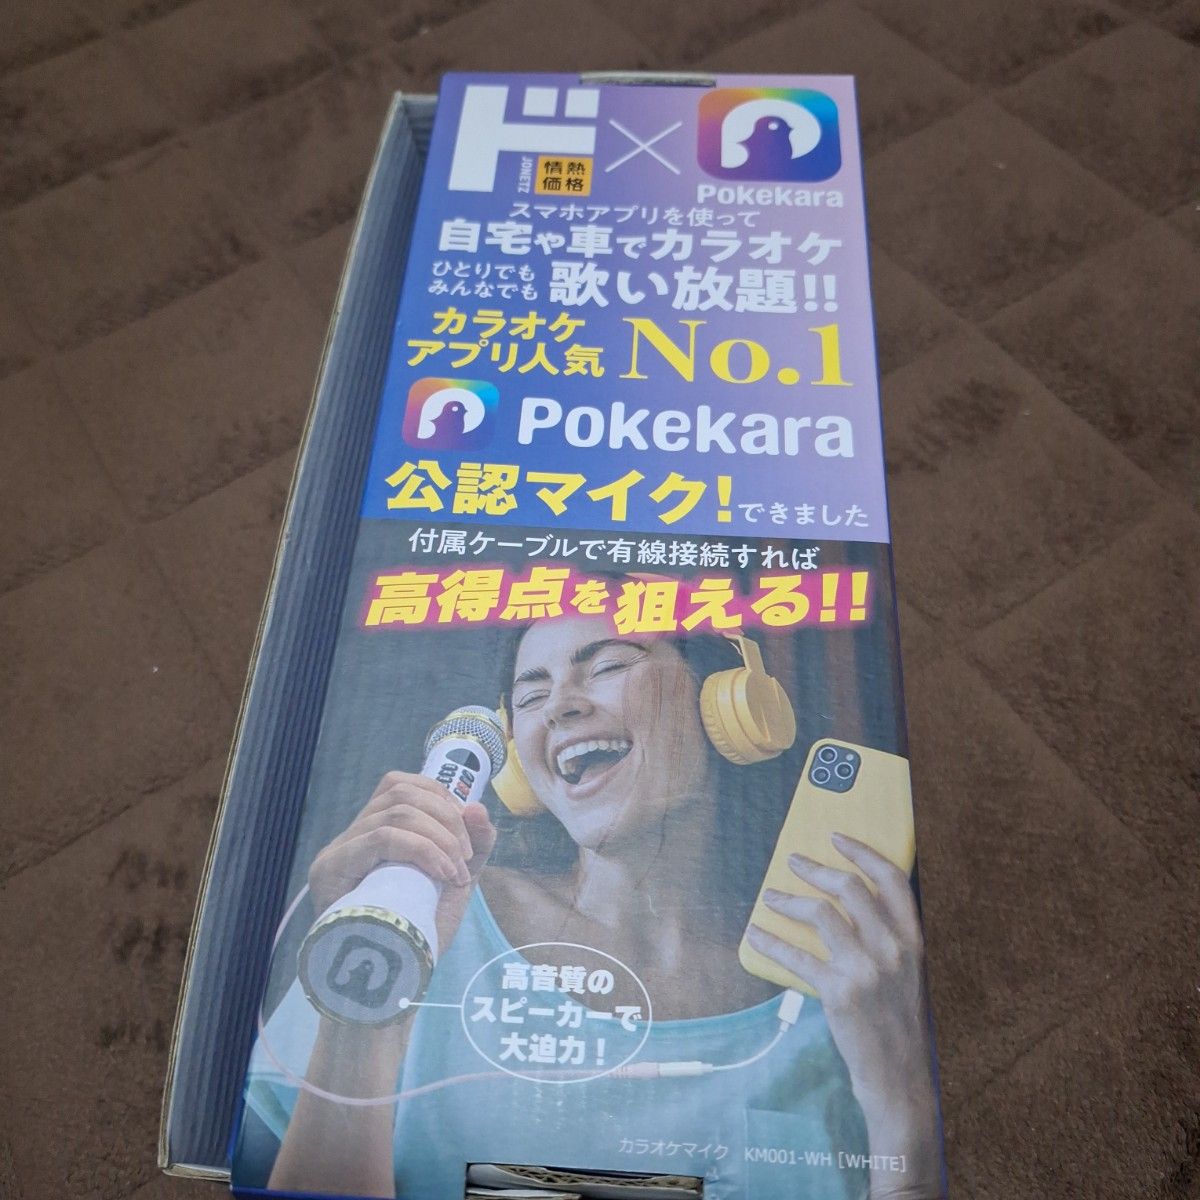 ド
JONETZ
情熱
価格
×
Pokekara
スマホアプリを使って
自宅や車でカラオケ
ひとりでも
みんなでも
歌い放題!!
カラオケ
アプリ人気
No.1
Pokekara
公認マイク!できました
付属ケーブルで有線接続すれば
高得点を狙える!!
高音質の
スピーカーで
大迫力!
カラオケマイク KM001-WH [WHITE]